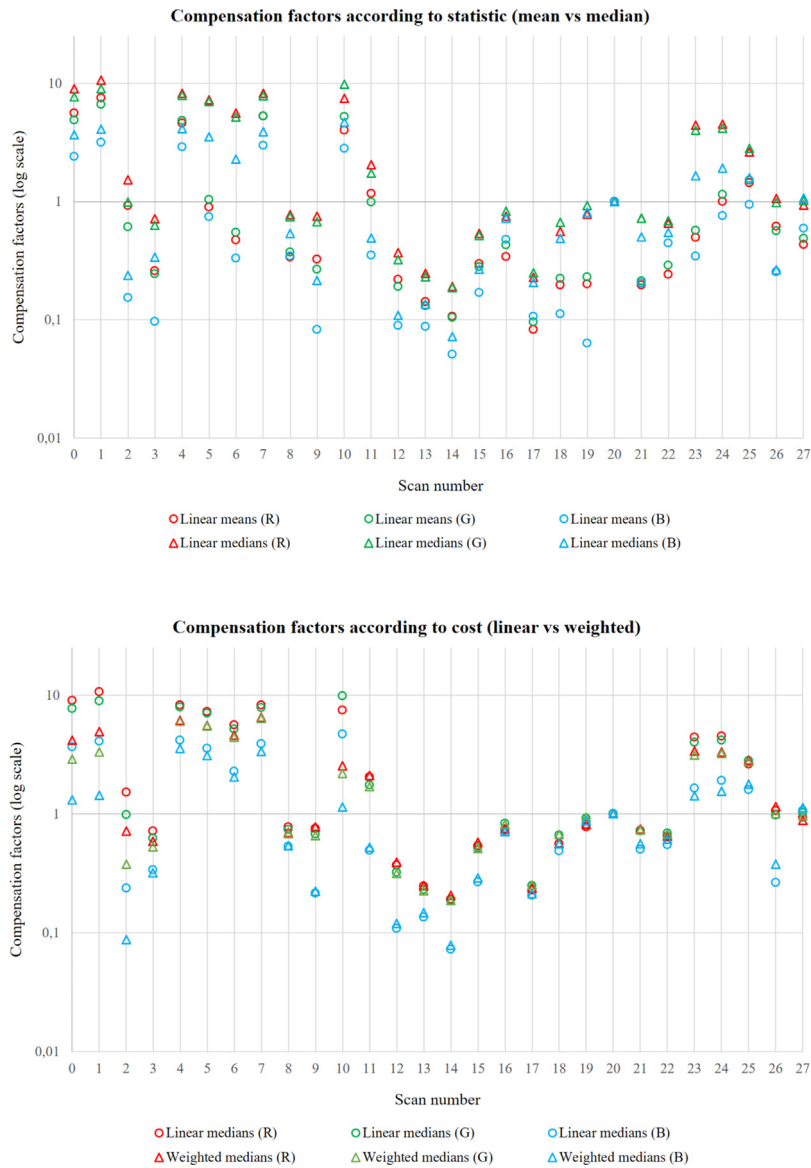 Compensation factors according to statistic (mean vs median)
Compensation factors (log scale)
10
1
0,1
0,01
0 1 2 3 4 5 6 7 8 9 10 11 12 13 14 15 16 17 18 19 20 21 22 23 24 25 26 27
Scan number
Linear means (R) Linear means (G) Linear means (B)
Linear medians (R) Linear medians (G) Linear medians (B)
Compensation factors according to cost (linear vs weighted)
Compensation factors (log scale)
10
1
0,1
0,01
0 1 2 3 4 5 6 7 8 9 10 11 12 13 14 15 16 17 18 19 20 21 22 23 24 25 26 27
Scan number
Linear medians (R) Linear medians (G) Linear medians (B)
Weighted medians (R) Weighted medians (G) Weighted medians (B)